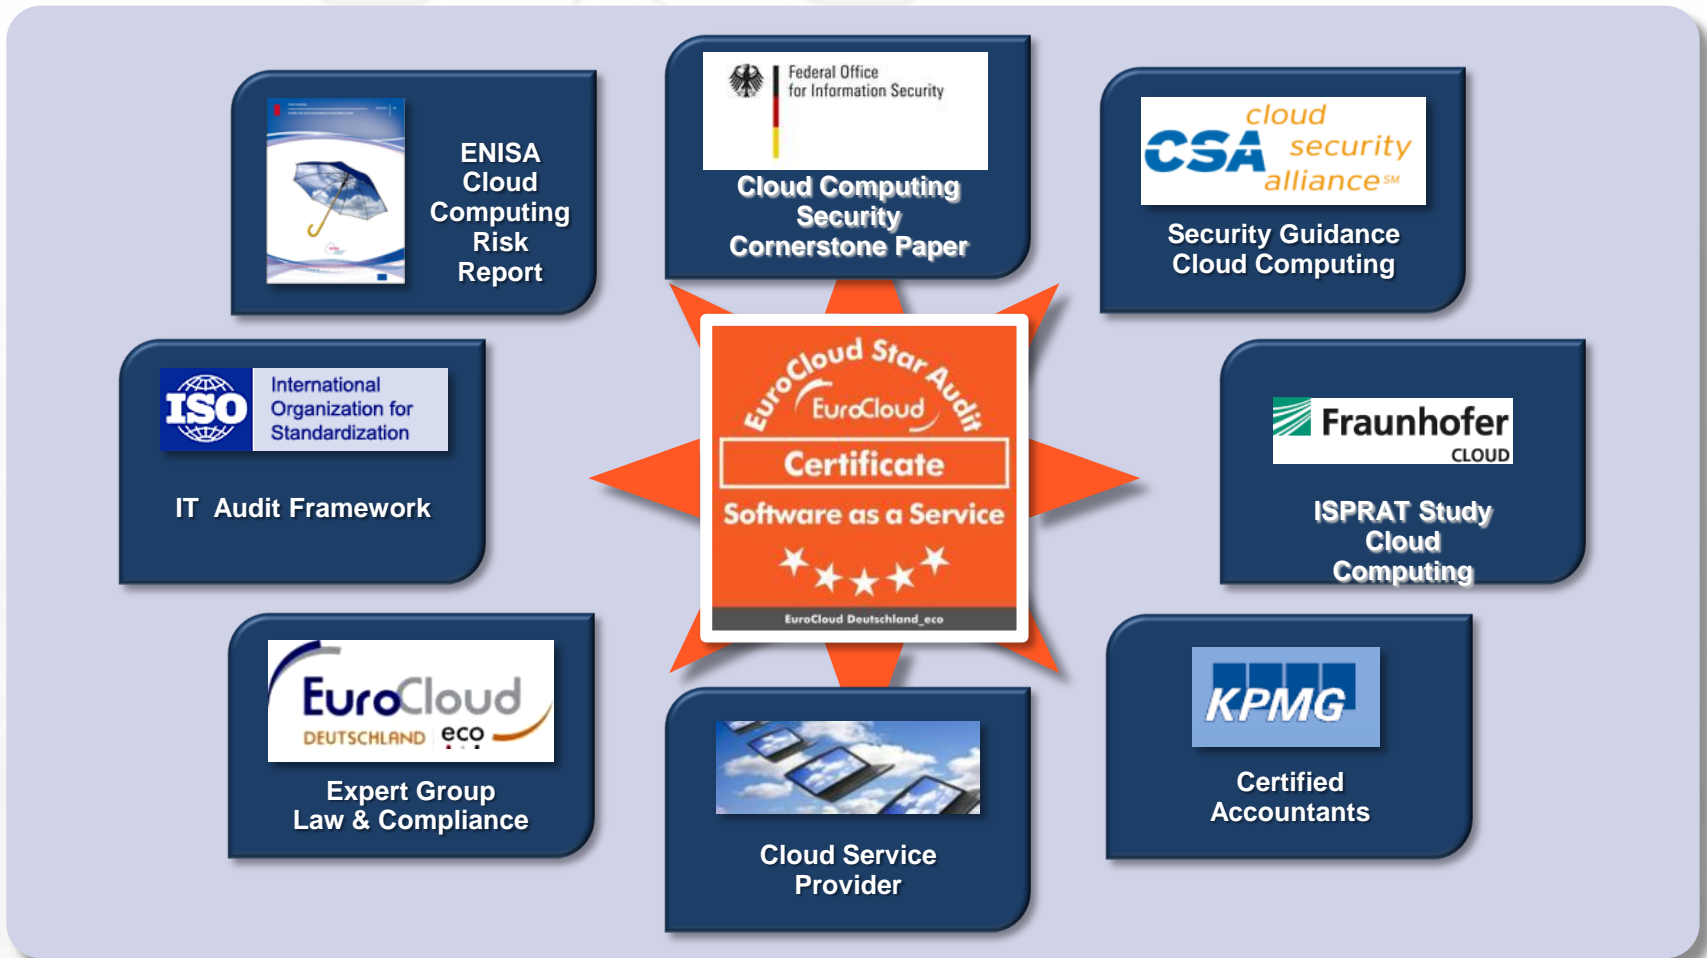 ENISA
Cloud
Computing
Risk
Report
Federal Office
for Information Security
Cloud Computing
Security
Cornerstone Paper
cloud
CSA security
alliance SM
Security Guidance
Cloud Computing
ISO
International
Organization for
Standardization
IT Audit Framework
EuroCloud Star Audit
EuroCloud
Certificate
Software as a Service
EuroCloud Deutschland_eco
Fraunhofer
CLOUD
ISPRAT Study
Cloud
Computing
EuroCloud
DEUTSCHLAND eco
Expert Group
Law & Compliance
Cloud Service
Provider
KPMG
Certified
Accountants